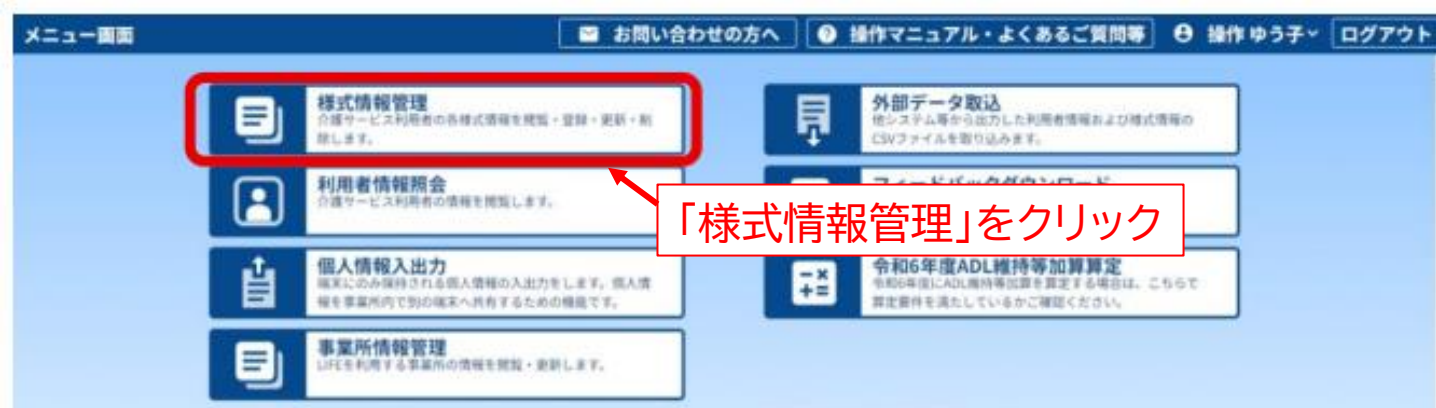 メニュー画面
お問い合わせの方へ
操作マニュアル・よくあるご質問等
操作 ゆう子
ログアウト
様式情報管理
介護サービス利用者の各様式情報を閲覧・登録・更新・削
除します。
外部データ取込
他システム等から出力した利用者情報および様式情報の
CSVファイルを取り込みます。
利用者情報照会
介護サービス利用者の情報を閲覧します。
フィードバックダウンロード
「様式情報管理」をクリック
個人情報入出力
端末にのみ保持される個人情報の入出力をします。個人情
報を事業所内で別の端末へ共有するための機能です。
令和6年度ADL維持等加算算定
令和6年度にADL維持等加算を算定する場合は、こちらで
算定要件を満たしているかご確認ください。
事業所情報管理
LIFEを利用する事業所の情報を閲覧・更新します。